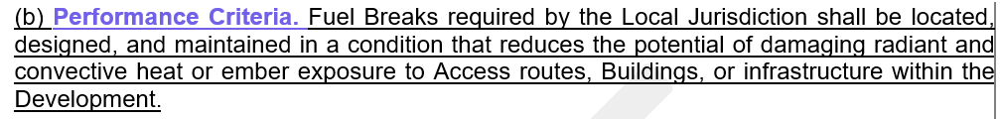 (b) Performance Criteria. Fuel Breaks required by the Local Jurisdiction shall be located,
designed, and maintained in a condition that reduces the potential of damaging radiant and
convective heat or ember exposure to Access routes, Buildings, or infrastructure within the
Development.